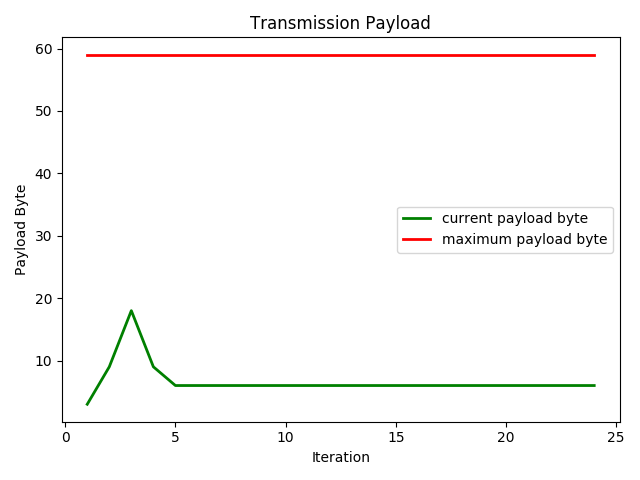 Transmission Payload
60
50
40
30
20
10
Payload Byte
current payload byte
maximum payload byte
0 5 10 15 20 25
Iteration